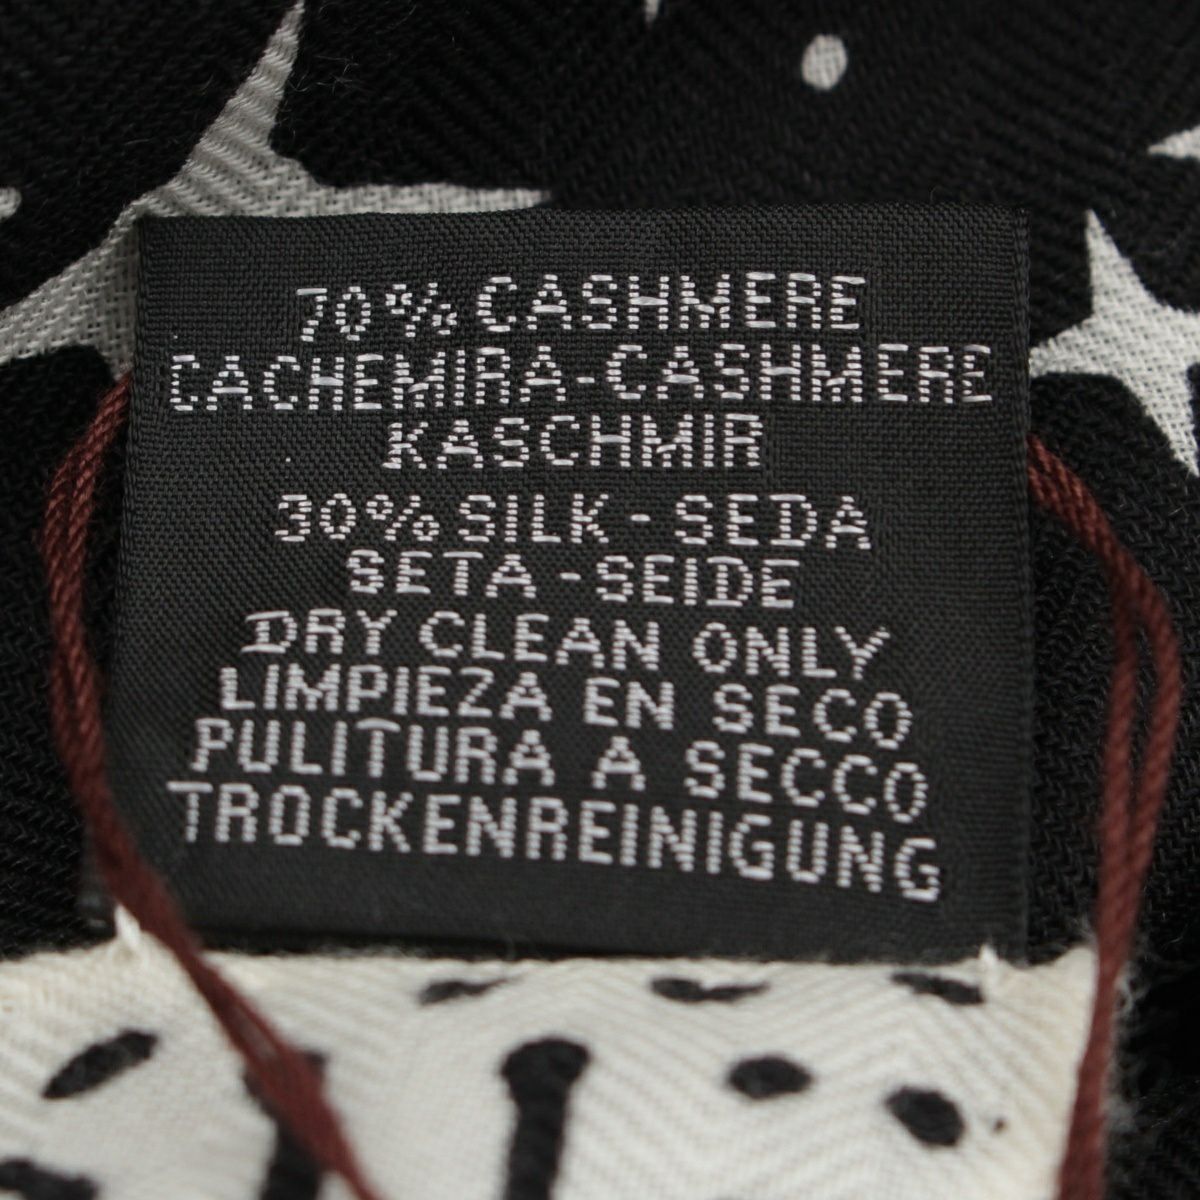 70% CASHMERE
CACHEMIRA-CASHMERE
KASCHMIR
30% SILK - SEDA
SETA - SEIDE
DRY CLEAN ONLY
LIMPIEZA EN SECO
PULITURA A SECCO
TROCKENREINIGUNG